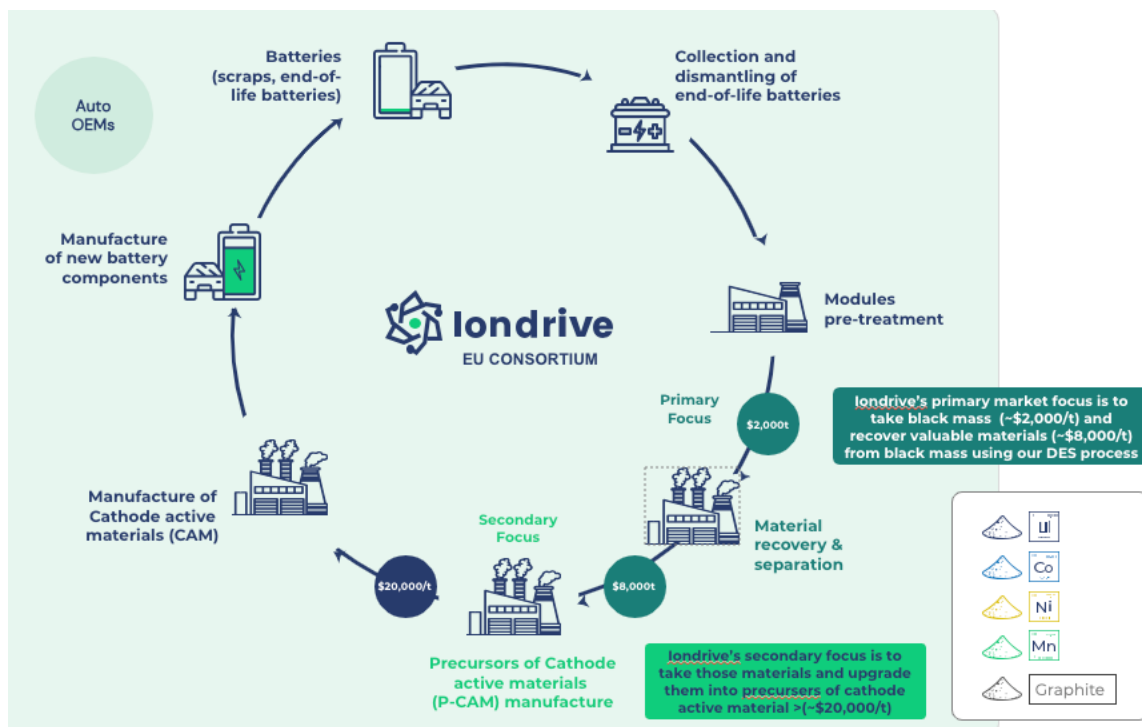 Auto
OEMs
Batteries
(scraps, end-of-
life batteries)
Collection and
dismantling of
end-of-life batteries
Manufacture
of new battery
components
Modules
pre-treatment
Iondrive
EU CONSORTIUM
Primary
Focus
$2,000t
Iondrive's primary market focus is to
take black mass (~$2,000/t) and
recover valuable materials (~$8,000/t)
from black mass using our DES process
Manufacture of
Cathode active
materials (CAM)
Secondary
Focus
Material
recovery &
separation
$20,000/t
$8,000t
Precursors of Cathode
active materials
(P-CAM) manufacture
Iondrive's secondary focus is to
take those materials and upgrade
them into precursers of cathode
active material >(~$20,000/t)
Co
Ni
Mn
Graphite